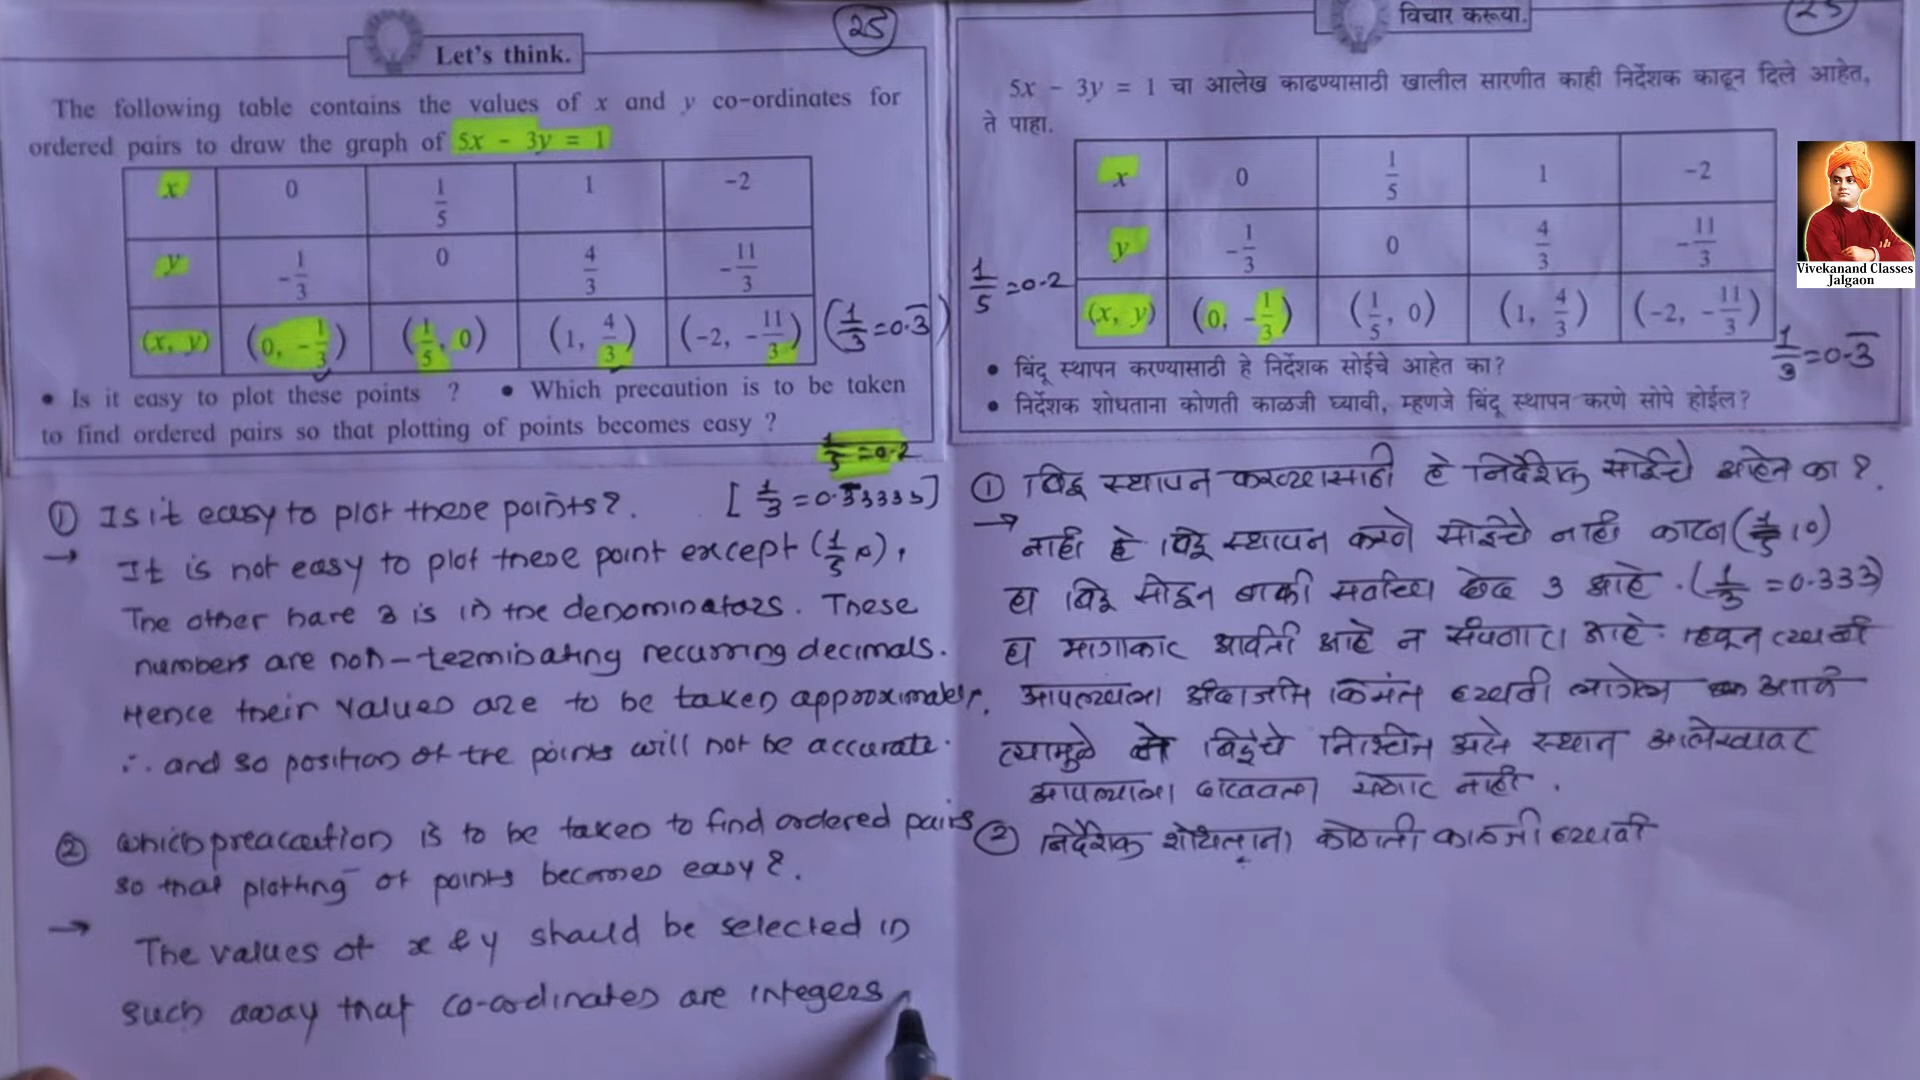 25
Let's think.
The following table contains the values of x and y co-ordinates for
ordered pairs to draw the graph of 5x - 3y = 1
x 0 1/5 1 -2
y -1/3 0 4/3 -11/3
(x, y) (0, -1/3) (1/5, 0) (1, 4/3) (-2, -11/3) (1/3 = 0.3̅)
• Is it easy to plot these points ? • Which precaution is to be taken
to find ordered pairs so that plotting of points becomes easy ?
1/5 = 0.2
① Is it easy to plot these points?. [1/3 = 0.33333]
→ It is not easy to plot these point except (1/5, 0),
The other hare 3 is in the denominators. These
numbers are non-terminating recurring decimals.
Hence their values are to be taken approximately.
∴ and so position of the points will not be accurate.
② which preacaution is to be taken to find ordered pairs
so that plotting of points becomes easy?.
→ The values of x & y should be selected in
such away that co-ordinates are integers
25
विचार करूया.
5x - 3y = 1 चा आलेख काढण्यासाठी खालील सारणीत काही निर्देशक काढून दिले आहेत,
ते पाहा.
x 0 1/5 1 -2
y -1/3 0 4/3 -11/3
1/5 = 0.2
(x, y) (0, -1/3) (1/5, 0) (1, 4/3) (-2, -11/3)
1/3 = 0.3̅
• बिंदू स्थापन करण्यासाठी हे निर्देशक सोईचे आहेत का?
• निर्देशक शोधताना कोणती काळजी घ्यावी, म्हणजे बिंदू स्थापन करणे सोपे होईल?
① बिंदू स्थापन करण्यासाठी हे निर्देशक सोईचे आहेत का ?.
→ नाही हे बिंदू स्थापन करणे सोईचे नाही कारण (1/5, 0)
हा बिंदू सोडून बाकी छेद 3 आहे. (1/3 = 0.333)
हा भागाकार आवर्ती आहे न संपणारा आहे.
आपल्याला किंमत घ्यावी लागेल
त्यामुळे बिंदूचे निश्चित असे स्थान आलेखावर
आपल्याला दाखवता येणार नाही.
② निर्देशक शोधताना कोणती काळजी घ्यावी
Vivekanand Classes
Jalgaon